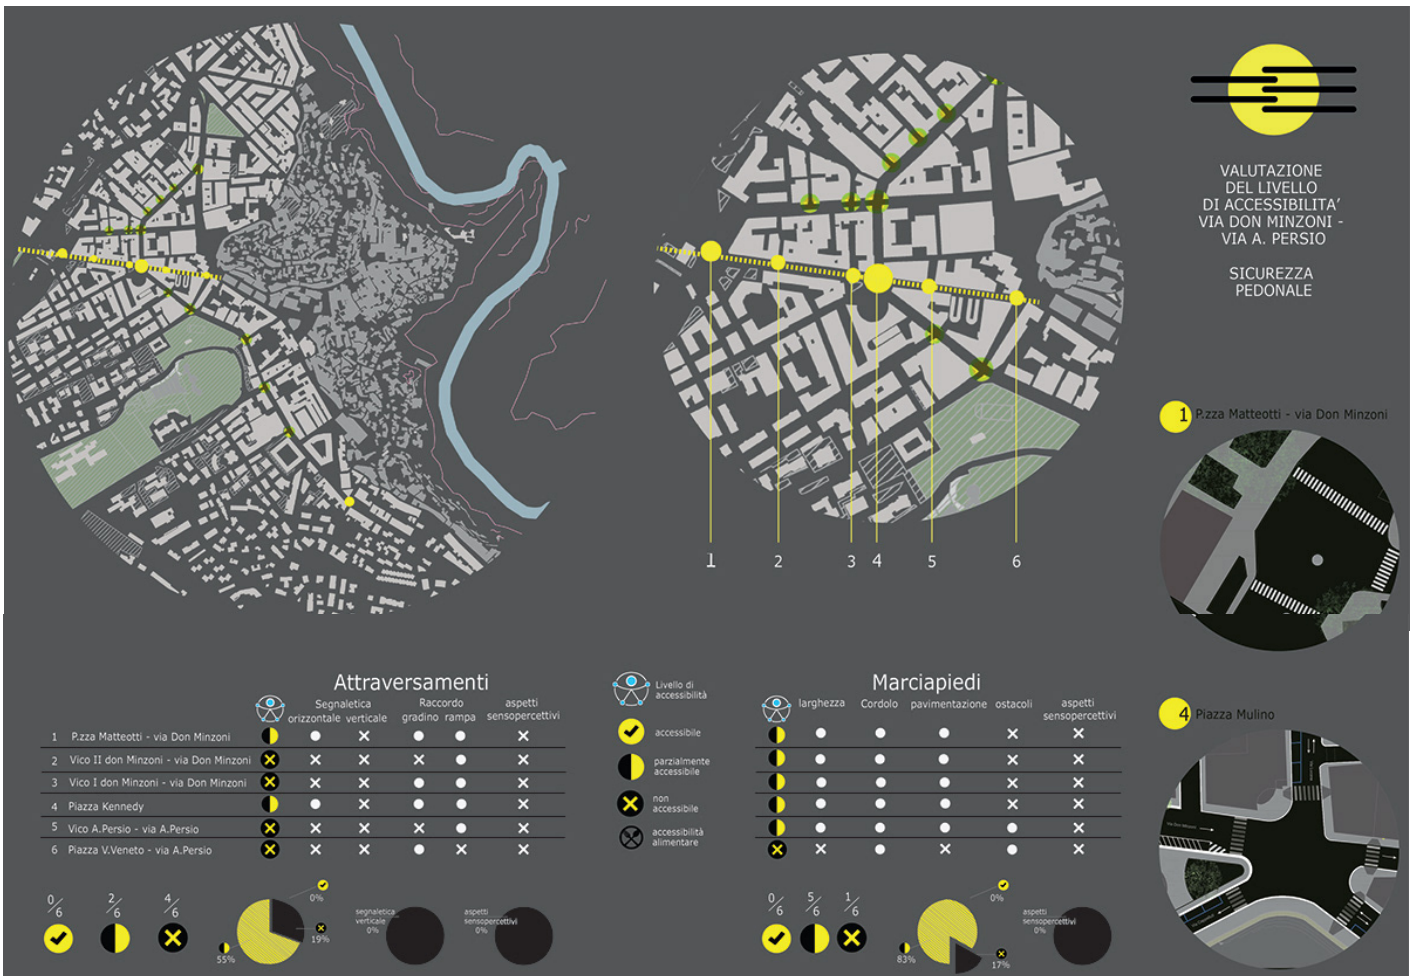 VALUTAZIONE
DEL LIVELLO
DI ACCESSIBILITA'
VIA DON MINZONI -
VIA A. PERSIO
SICUREZZA
PEDONALE
1 2 3 4 5 6
1 P.zza Matteotti - via Don Minzoni
4 Piazza Mulino
Via Don Minzoni
Attraversamenti
Segnaletica
orizzontale verticale
Raccordo
gradino rampa
aspetti
sensopercettivi
1 P.zza Matteotti - via Don Minzoni
2 Vico II don Minzoni - via Don Minzoni
3 Vico I don Minzoni - via Don Minzoni
4 Piazza Kennedy
5 Vico A.Persio - via A.Persio
6 Piazza V.Veneto - via A.Persio
0/6 2/6 4/6
0%
19%
55%
segnaletica
verticale
0%
aspetti
sensopercettivi
0%
Livello di
accessibilità
accessibile
parzialmente
accessibile
non
accessibile
accessibilità
alimentare
Marciapiedi
larghezza Cordolo pavimentazione ostacoli
aspetti
sensopercettivi
0/6 5/6 1/6
0%
83%
17%
aspetti
sensopercettivi
0%